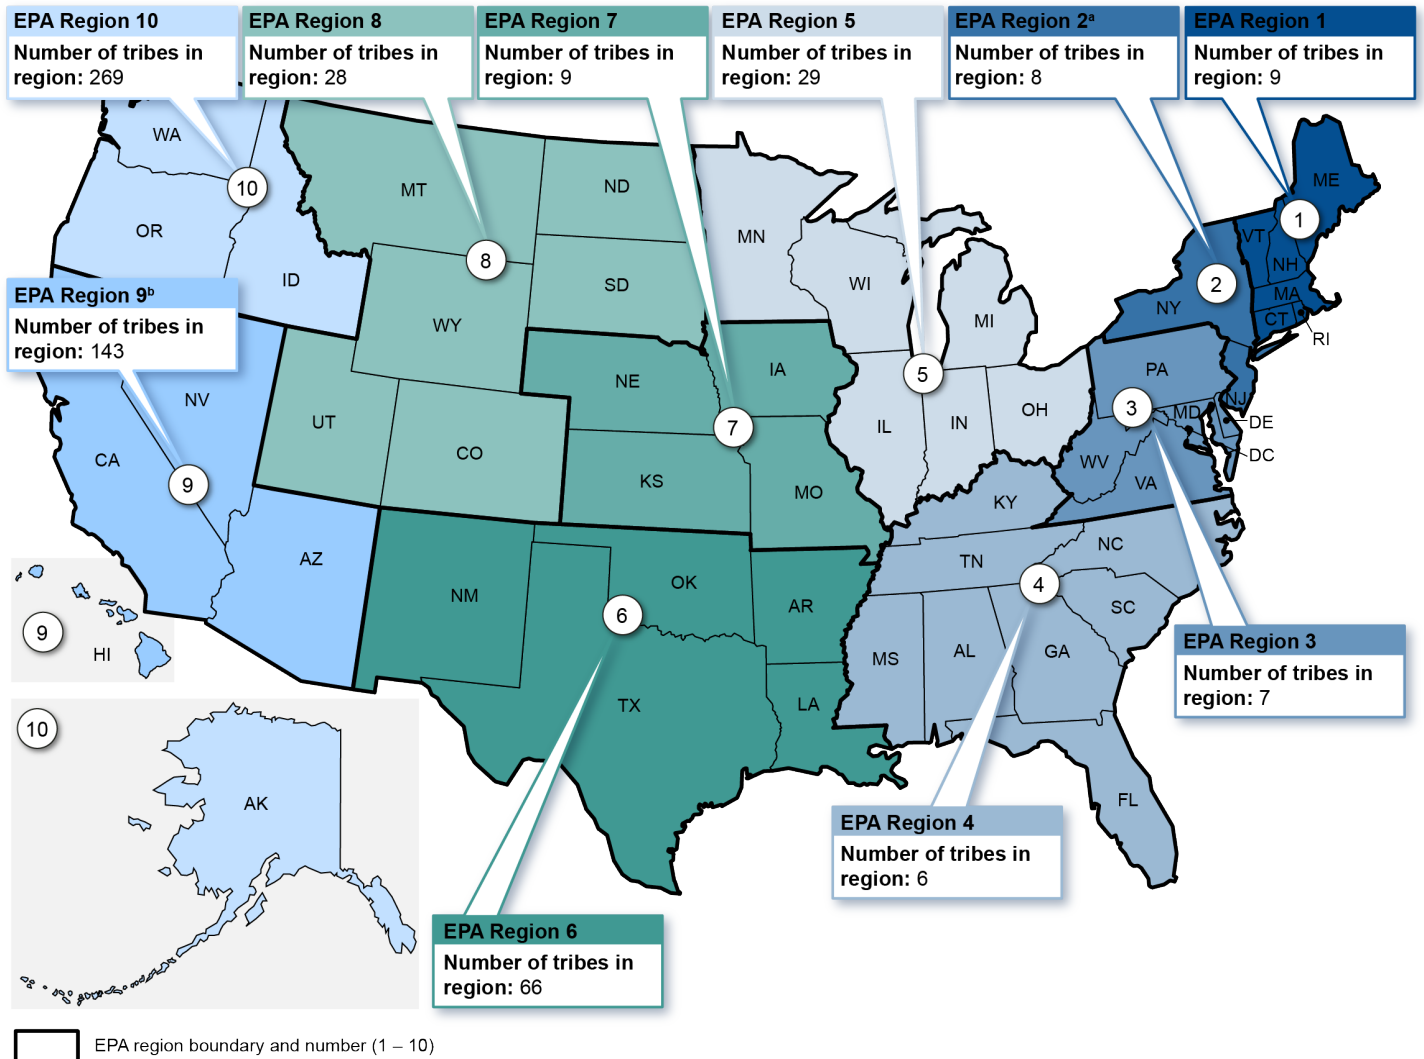 EPA Region 10
Number of tribes in
region: 269
EPA Region 8
Number of tribes in
region: 28
EPA Region 7
Number of tribes in
region: 9
EPA Region 5
Number of tribes in
region: 29
EPA Region 2ª
Number of tribes in
region: 8
EPA Region 1
Number of tribes in
region: 9
WA
10
OR
ID
MT
8
ND
SD
WY
MN
WI
MI
5
ME
1
VT
NH
MA
CT
RI
2
NY
EPA Region 9ᵇ
Number of tribes in
region: 143
NV
CA
9
UT
CO
AZ
NE
IA
7
KS
MO
IL
IN
OH
PA
3
NJ
MD
DE
DC
WV
VA
KY
TN
NC
4
SC
MS
AL
GA
FL
NM
OK
AR
6
TX
LA
9
HI
10
AK
EPA Region 3
Number of tribes in
region: 7
EPA Region 4
Number of tribes in
region: 6
EPA Region 6
Number of tribes in
region: 66
EPA region boundary and number (1 – 10)